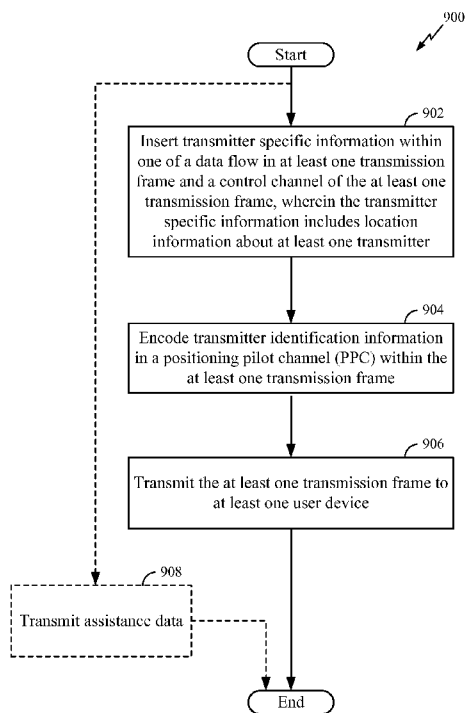 900
Start
902
Insert transmitter specific information within
one of a data flow in at least one transmission
frame and a control channel of the at least one
transmission frame, wherein the transmitter
specific information includes location
information about at least one transmitter
904
Encode transmitter identification information
in a positioning pilot channel (PPC) within the
at least one transmission frame
906
Transmit the at least one transmission frame to
at least one user device
908
Transmit assistance data
End